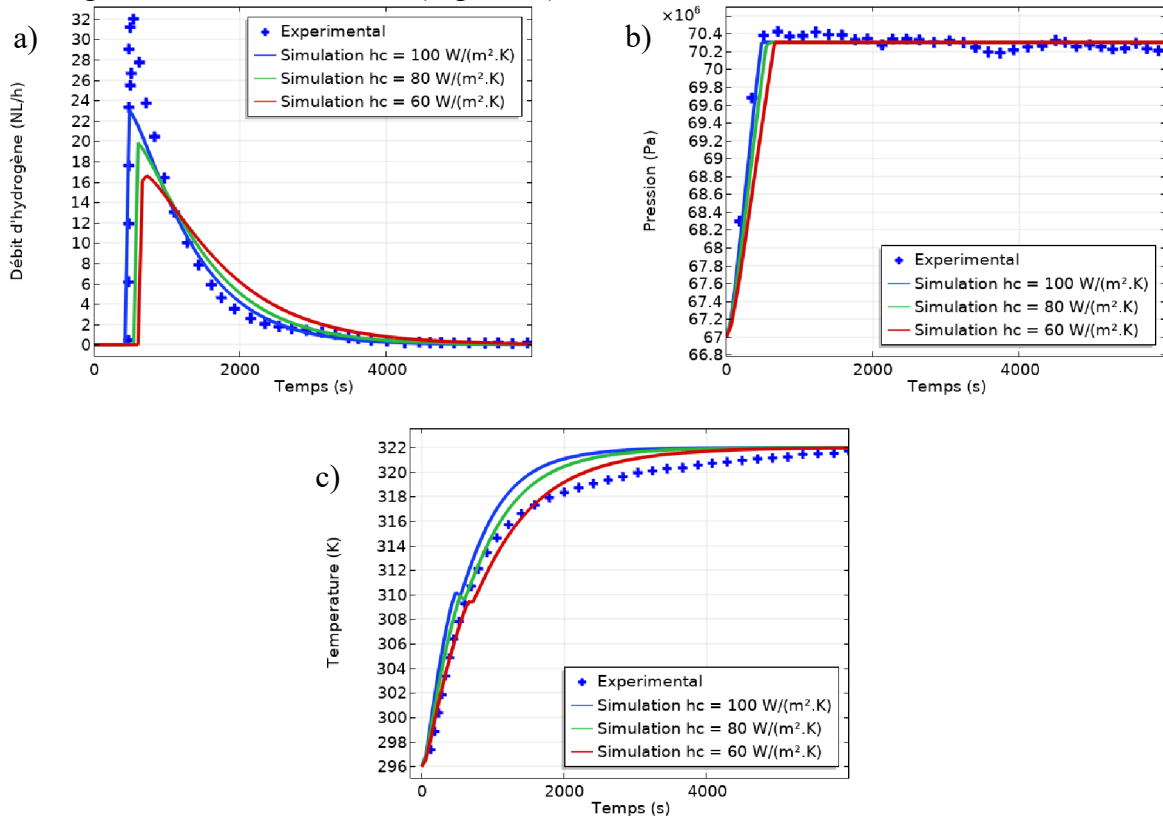 a)
Débit d'hydrogène (NL/h)
32
30
28
26
24
22
20
18
16
14
12
10
8
6
4
2
0
Experimental
Simulation hc = 100 W/(m².K)
Simulation hc = 80 W/(m².K)
Simulation hc = 60 W/(m².K)
0
2000
4000
Temps (s)
b)
×10⁶
Pression (Pa)
70.4
70.2
70
69.8
69.6
69.4
69.2
69
68.8
68.6
68.4
68.2
68
67.8
67.6
67.4
67.2
67
66.8
Experimental
Simulation hc = 100 W/(m².K)
Simulation hc = 80 W/(m².K)
Simulation hc = 60 W/(m².K)
0
2000
4000
Temps (s)
c)
Temperature (K)
322
320
318
316
314
312
310
308
306
304
302
300
298
296
Experimental
Simulation hc = 100 W/(m².K)
Simulation hc = 80 W/(m².K)
Simulation hc = 60 W/(m².K)
0
2000
4000
Temps (s)